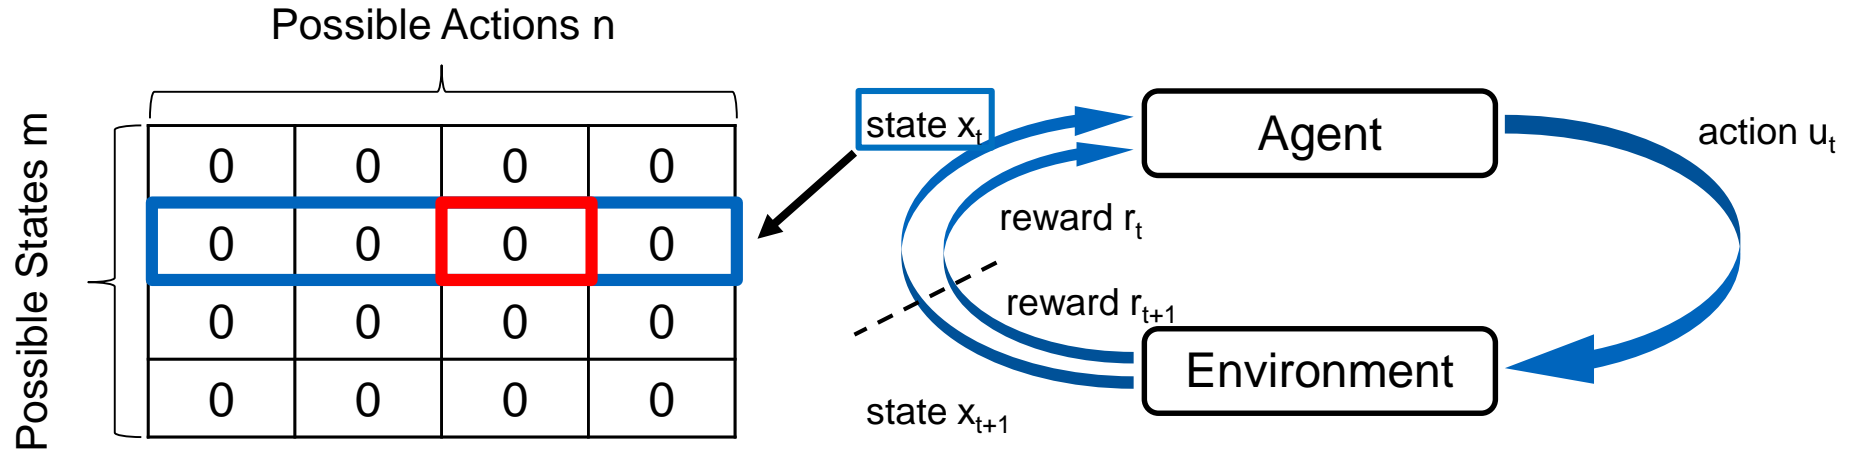 Possible Actions n
Possible States m
0 0 0 0
0 0 0 0
0 0 0 0
0 0 0 0
state xₜ
Agent
action uₜ
reward rₜ
reward rₜ₊₁
Environment
state xₜ₊₁